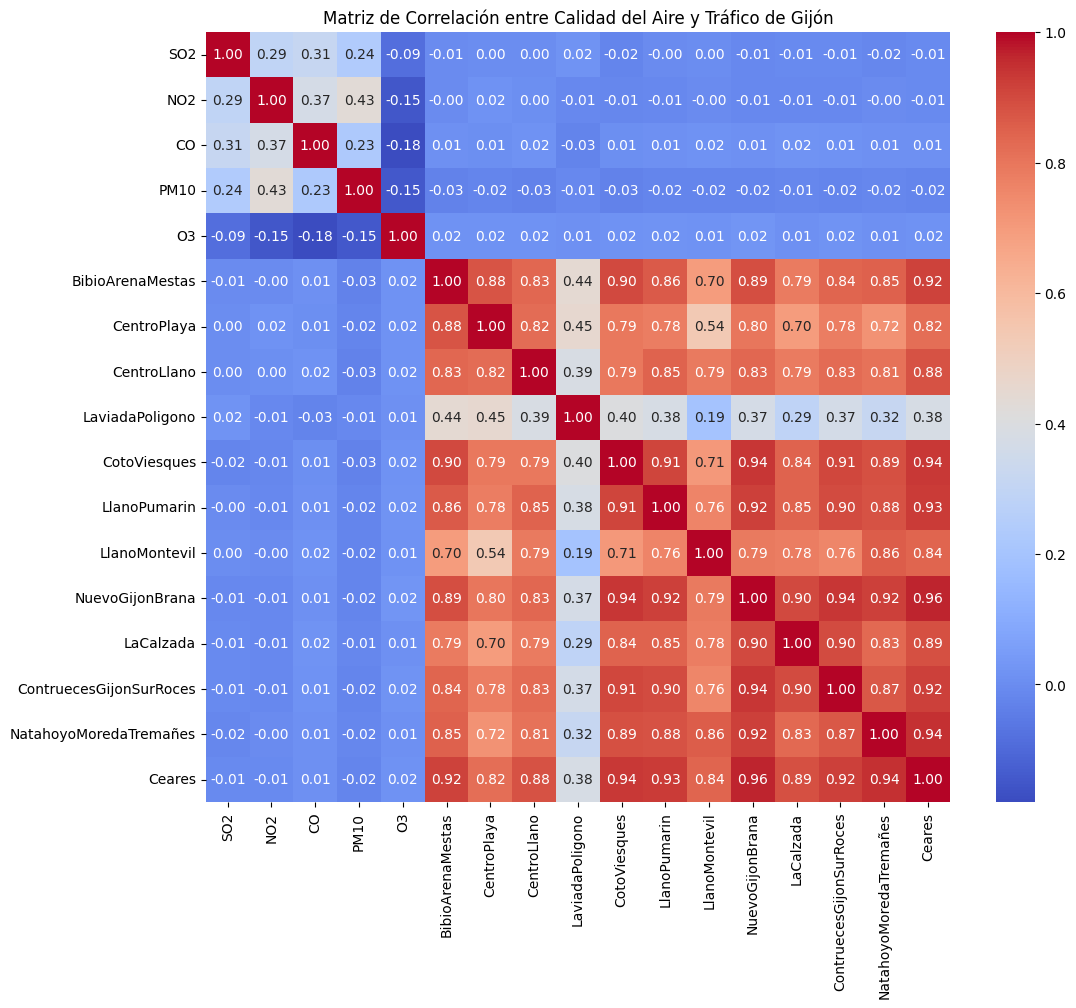 Matriz de Correlación entre Calidad del Aire y Tráfico de Gijón
SO2 1.00 0.29 0.31 0.24 -0.09 -0.01 0.00 0.00 0.02 -0.02 -0.00 0.00 -0.01 -0.01 -0.01 -0.02 -0.01
NO2 0.29 1.00 0.37 0.43 -0.15 -0.00 0.02 0.00 -0.01 -0.01 -0.01 -0.00 -0.01 -0.01 -0.01 -0.00 -0.01
CO 0.31 0.37 1.00 0.23 -0.18 0.01 0.01 0.02 -0.03 0.01 0.01 0.02 0.01 0.02 0.01 0.01 0.01
PM10 0.24 0.43 0.23 1.00 -0.15 -0.03 -0.02 -0.03 -0.01 -0.03 -0.02 -0.02 -0.02 -0.01 -0.02 -0.02 -0.02
O3 -0.09 -0.15 -0.18 -0.15 1.00 0.02 0.02 0.02 0.01 0.02 0.02 0.01 0.02 0.01 0.02 0.01 0.02
BibioArenaMestas -0.01 -0.00 0.01 -0.03 0.02 1.00 0.88 0.83 0.44 0.90 0.86 0.70 0.89 0.79 0.84 0.85 0.92
CentroPlaya 0.00 0.02 0.01 -0.02 0.02 0.88 1.00 0.82 0.45 0.79 0.78 0.54 0.80 0.70 0.78 0.72 0.82
CentroLlano 0.00 0.00 0.02 -0.03 0.02 0.83 0.82 1.00 0.39 0.79 0.85 0.79 0.83 0.79 0.83 0.81 0.88
LaviadaPoligono 0.02 -0.01 -0.03 -0.01 0.01 0.44 0.45 0.39 1.00 0.40 0.38 0.19 0.37 0.29 0.37 0.32 0.38
CotoViesques -0.02 -0.01 0.01 -0.03 0.02 0.90 0.79 0.79 0.40 1.00 0.91 0.71 0.94 0.84 0.91 0.89 0.94
LlanoPumarin -0.00 -0.01 0.01 -0.02 0.02 0.86 0.78 0.85 0.38 0.91 1.00 0.76 0.92 0.85 0.90 0.88 0.93
LlanoMontevil 0.00 -0.00 0.02 -0.02 0.01 0.70 0.54 0.79 0.19 0.71 0.76 1.00 0.79 0.78 0.76 0.86 0.84
NuevoGijonBrana -0.01 -0.01 0.01 -0.02 0.02 0.89 0.80 0.83 0.37 0.94 0.92 0.79 1.00 0.90 0.94 0.92 0.96
LaCalzada -0.01 -0.01 0.02 -0.01 0.01 0.79 0.70 0.79 0.29 0.84 0.85 0.78 0.90 1.00 0.90 0.83 0.89
ContruecesGijonSurRoces -0.01 -0.01 0.01 -0.02 0.02 0.84 0.78 0.83 0.37 0.91 0.90 0.76 0.94 0.90 1.00 0.87 0.92
NatahoyoMoredaTremañes -0.02 -0.00 0.01 -0.02 0.01 0.85 0.72 0.81 0.32 0.89 0.88 0.86 0.92 0.83 0.87 1.00 0.94
Ceares -0.01 -0.01 0.01 -0.02 0.02 0.92 0.82 0.88 0.38 0.94 0.93 0.84 0.96 0.89 0.92 0.94 1.00
SO2
NO2
CO
PM10
O3
BibioArenaMestas
CentroPlaya
CentroLlano
LaviadaPoligono
CotoViesques
LlanoPumarin
LlanoMontevil
NuevoGijonBrana
LaCalzada
ContruecesGijonSurRoces
NatahoyoMoredaTremañes
Ceares
1.0
0.8
0.6
0.4
0.2
0.0